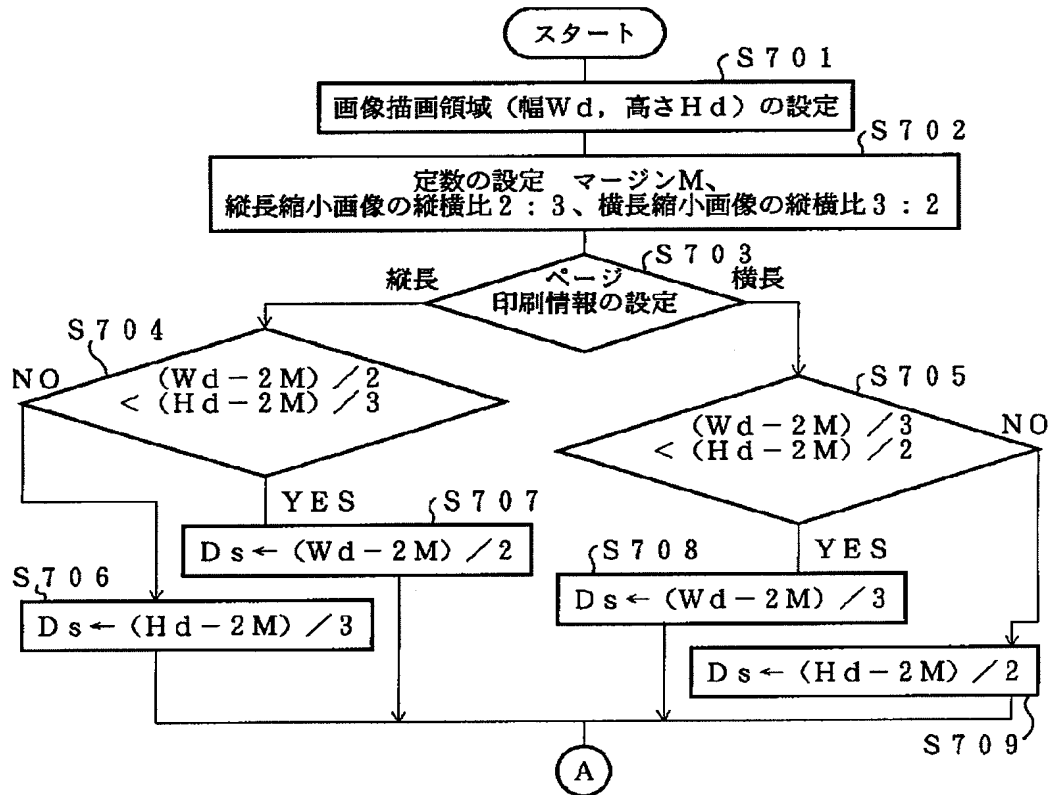 スタート
S701
画像描画領域（幅Wd，高さHd）の設定
S702
定数の設定　マージンM、
縦長縮小画像の縦横比2：3、横長縮小画像の縦横比3：2
S703
縦長
ページ
印刷情報の設定
横長
S704
NO
(Wd－2M)／2
＜(Hd－2M)／3
YES
S705
(Wd－2M)／3
＜(Hd－2M)／2
NO
YES
S707
Ds←(Wd－2M)／2
S708
Ds←(Wd－2M)／3
S706
Ds←(Hd－2M)／3
Ds←(Hd－2M)／2
S709
A